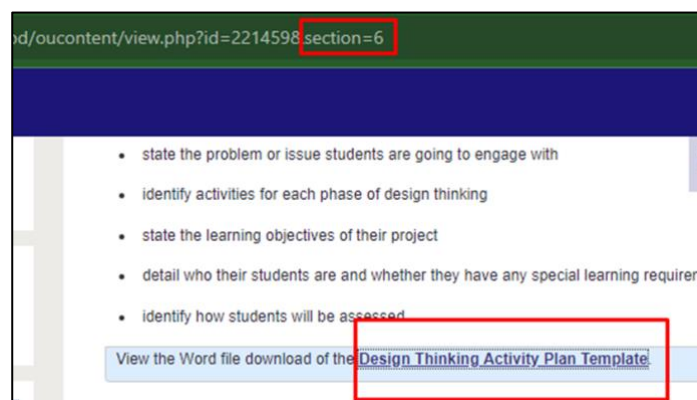 od/oucontent/view.php?id=2214598 section=6
• state the problem or issue students are going to engage with
• identify activities for each phase of design thinking
• state the learning objectives of their project
• detail who their students are and whether they have any special learning
• identify how students will be assessed
View the Word file download of the Design Thinking Activity Plan Template.